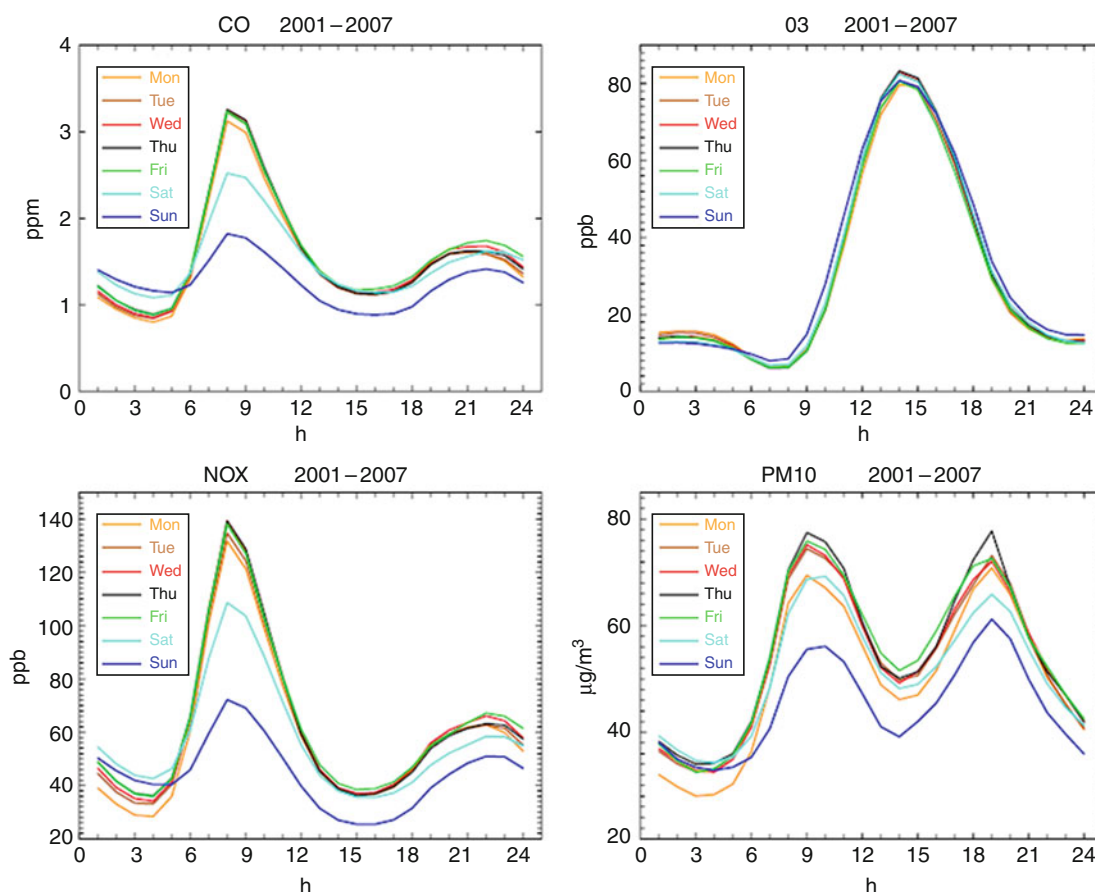 CO 2001–2007
4
3
2
1
0
ppm
Mon
Tue
Wed
Thu
Fri
Sat
Sun
0 3 6 9 12 15 18 21 24
h
03 2001–2007
80
60
40
20
0
ppb
Mon
Tue
Wed
Thu
Fri
Sat
Sun
0 3 6 9 12 15 18 21 24
h
NOX 2001–2007
140
120
100
80
60
40
20
ppb
Mon
Tue
Wed
Thu
Fri
Sat
Sun
0 3 6 9 12 15 18 21 24
h
PM10 2001–2007
80
60
40
20
µg/m³
Mon
Tue
Wed
Thu
Fri
Sat
Sun
0 3 6 9 12 15 18 21 24
h